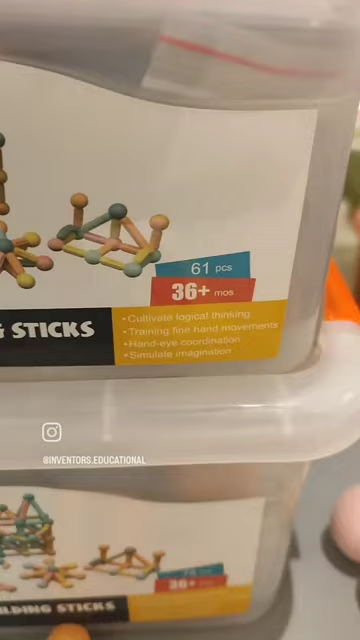 61 pcs
36+ mos
G STICKS
• Cultivate logical thinking
• Training fine hand movements
• Hand-eye coordination
• Simulate imagination
@INVENTORS.EDUCATIONAL
36+
LDING STICKS